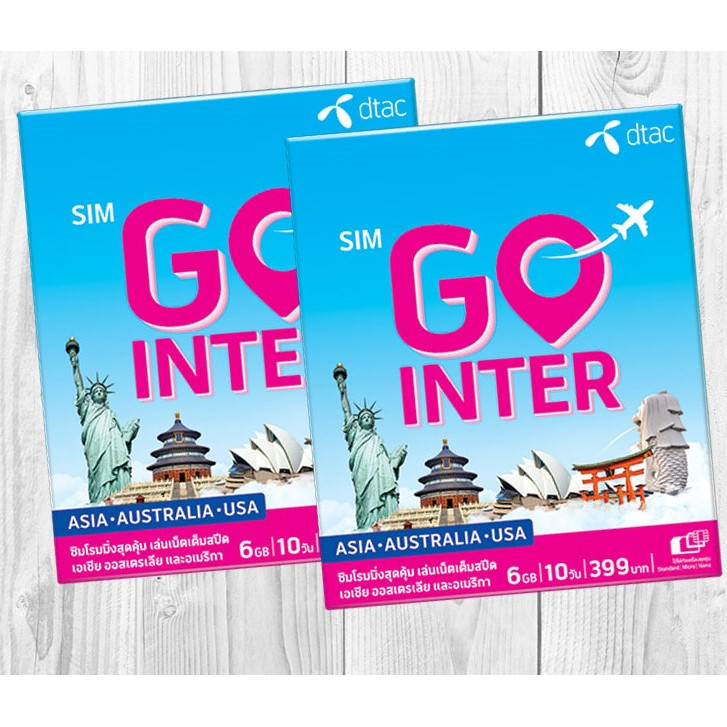 dtac
SIM
GO
INTE
ASIA•AUSTRALIA•USA
ซิมโรมมิ่งสุดคุ้ม เล่นเน็ตเต็มสปีด
เอเชีย ออสเตรเลีย และอเมริกา
6GB|10วัน|
dtac
SIM
GO
INTER
ASIA•AUSTRALIA•USA
ซิมโรมมิ่งสุดคุ้ม เล่นเน็ตเต็มสปีด
เอเชีย ออสเตรเลีย และอเมริกา
6GB|10วัน|399บาท
Standard | Micro | Nano